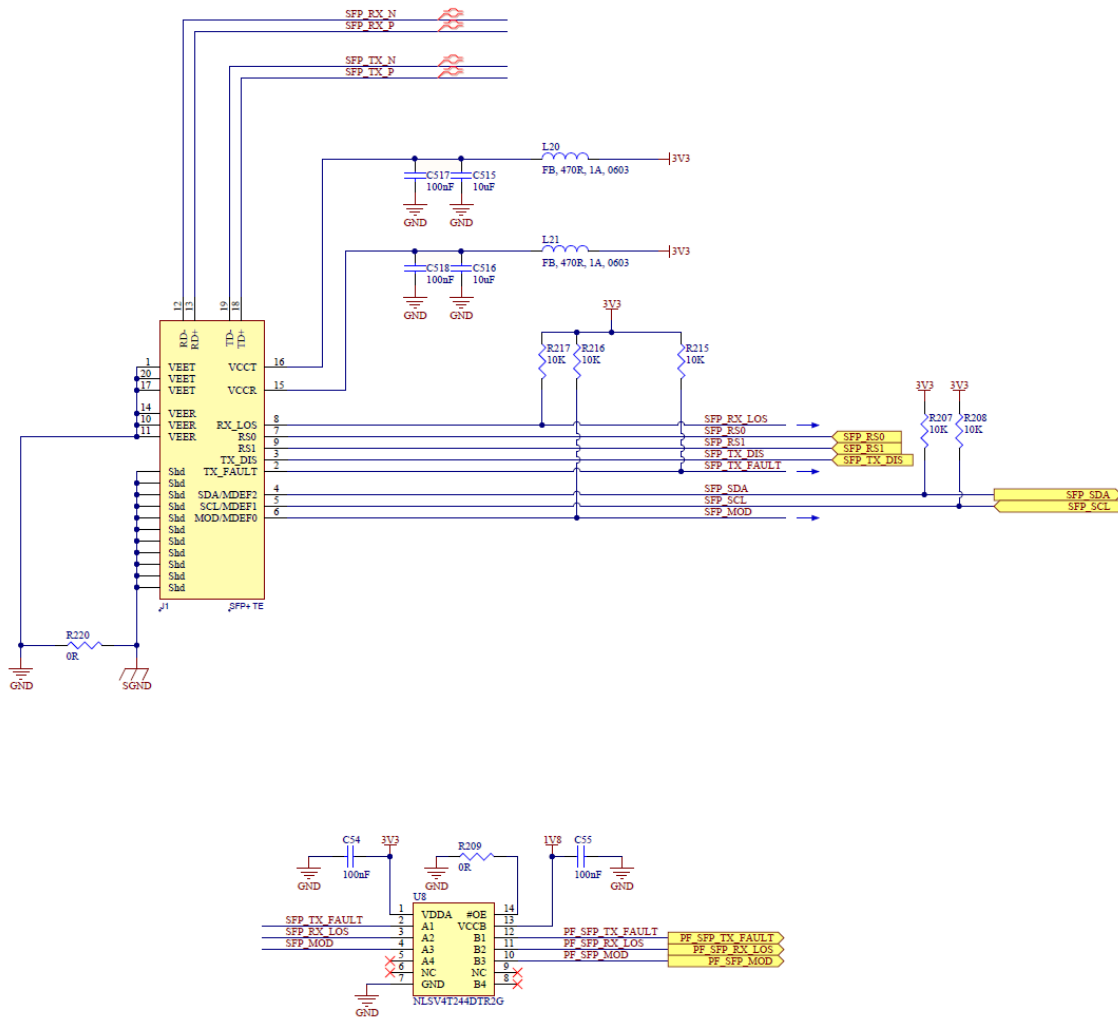 SFP_RX_N
SFP_RX_P
SFP_TX_N
SFP_TX_P
L20
3V3
FB, 470R, 1A, 0603
C517
100nF
C515
10uF
GND
GND
L21
3V3
FB, 470R, 1A, 0603
C518
100nF
C516
10uF
GND
GND
3V3
12
13
19
18
RD-
RD+
TD-
TD+
R217
10K
R216
10K
R215
10K
1 VEET VCCT 16
20 VEET
17 VEET VCCR 15
3V3
3V3
14 VEER
10 VEER RX_LOS 8 SFP_RX_LOS
R207
10K
R208
10K
11 VEER RS0 7 SFP_RS0 SFP_RS0
RS1 9 SFP_RS1 SFP_RS1
TX_DIS 3 SFP_TX_DIS SFP_TX_DIS
Shd TX_FAULT 2 SFP_TX_FAULT
Shd
Shd SDA/MDEF2 4 SFP_SDA SFP_SDA
Shd SCL/MDEF1 5 SFP_SCL SFP_SCL
Shd MOD/MDEF0 6 SFP_MOD
Shd
Shd
Shd
Shd
Shd
Shd
J1 SFP+ TE
R220
0R
GND
SGND
C54
100nF
3V3
GND
R209
0R
GND
1V8
C55
100nF
GND
U8
1 VDDA #OE 14
SFP_TX_FAULT 2 A1 VCCB 13
SFP_RX_LOS 3 A2 B1 12 PF_SFP_TX_FAULT PF_SFP_TX_FAULT
SFP_MOD 4 A3 B2 11 PF_SFP_RX_LOS PF_SFP_RX_LOS
5 A4 B3 10 PF_SFP_MOD PF_SFP_MOD
6 NC NC 9
7 GND B4 8
NLSV4T244DTR2G
GND